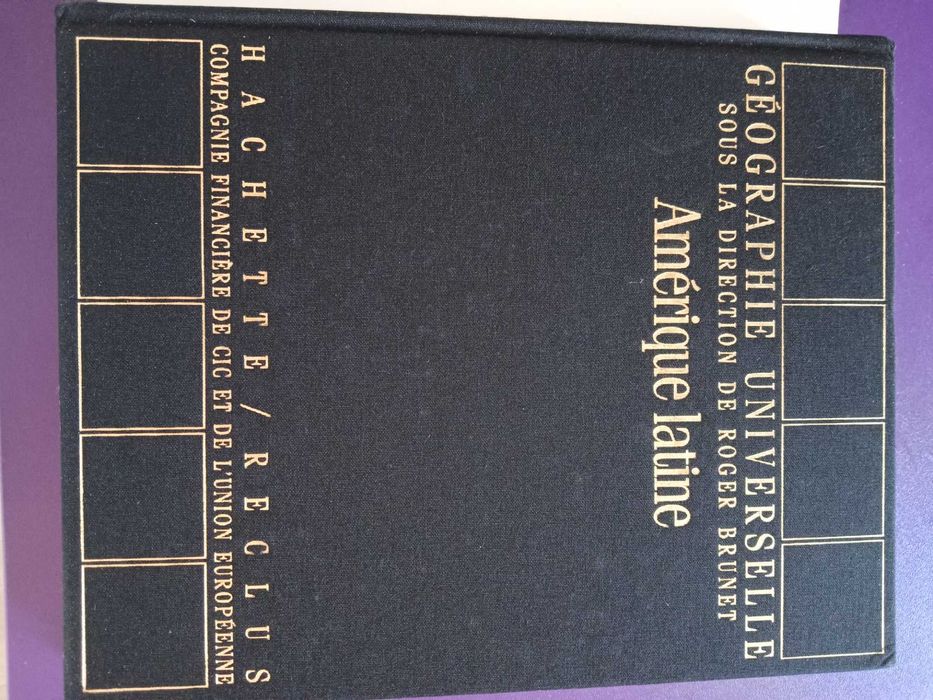 GÉOGRAPHIE UNIVERSELLE
SOUS LA DIRECTION DE ROGER BRUNET
Amérique latine
HACHETTE / RECLUS
COMPAGNIE FINANCIÈRE DE CIC ET DE L'UNION EUROPÉENNE